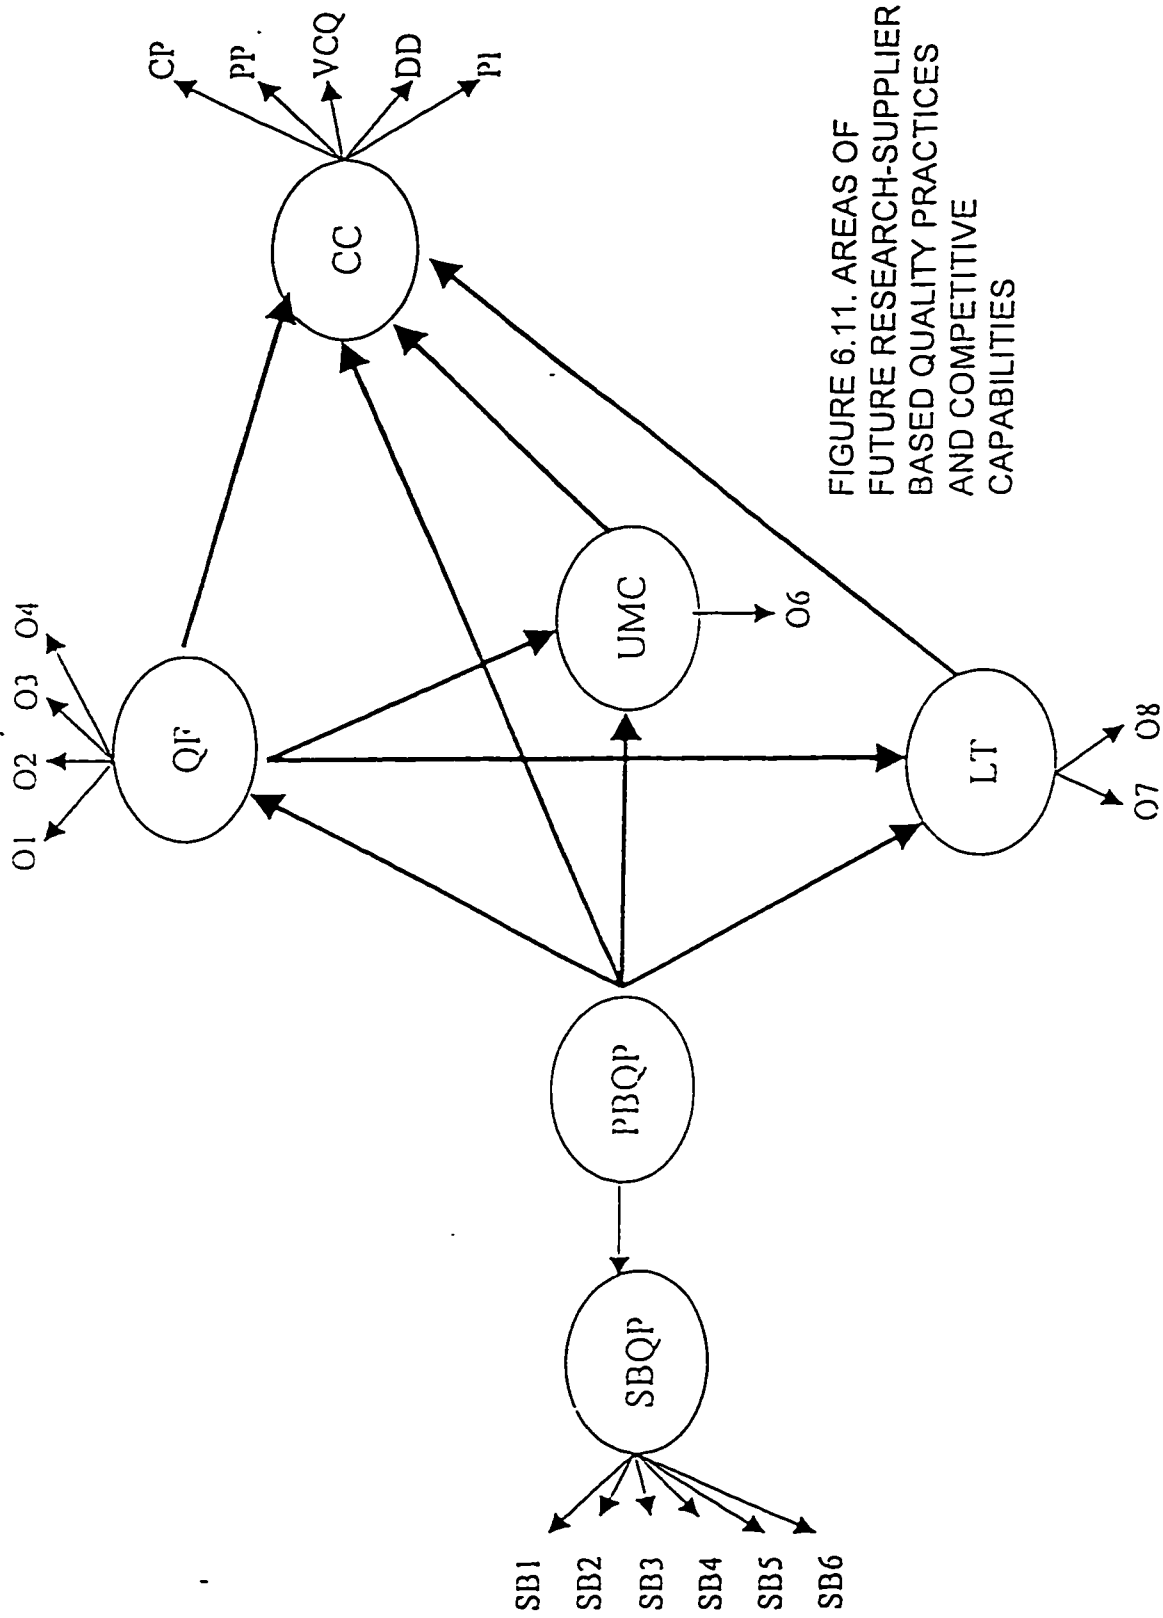 O1
O2
O3
O4
QF
CP
PP
VCQ
DD
PI
CC
SB1
SB2
SB3
SB4
SB5
SB6
SBQP
PBQP
UMC
O6
LT
O7
O8
FIGURE 6.11. AREAS OF
FUTURE RESEARCH-SUPPLIER
BASED QUALITY PRACTICES
AND COMPETITIVE
CAPABILITIES